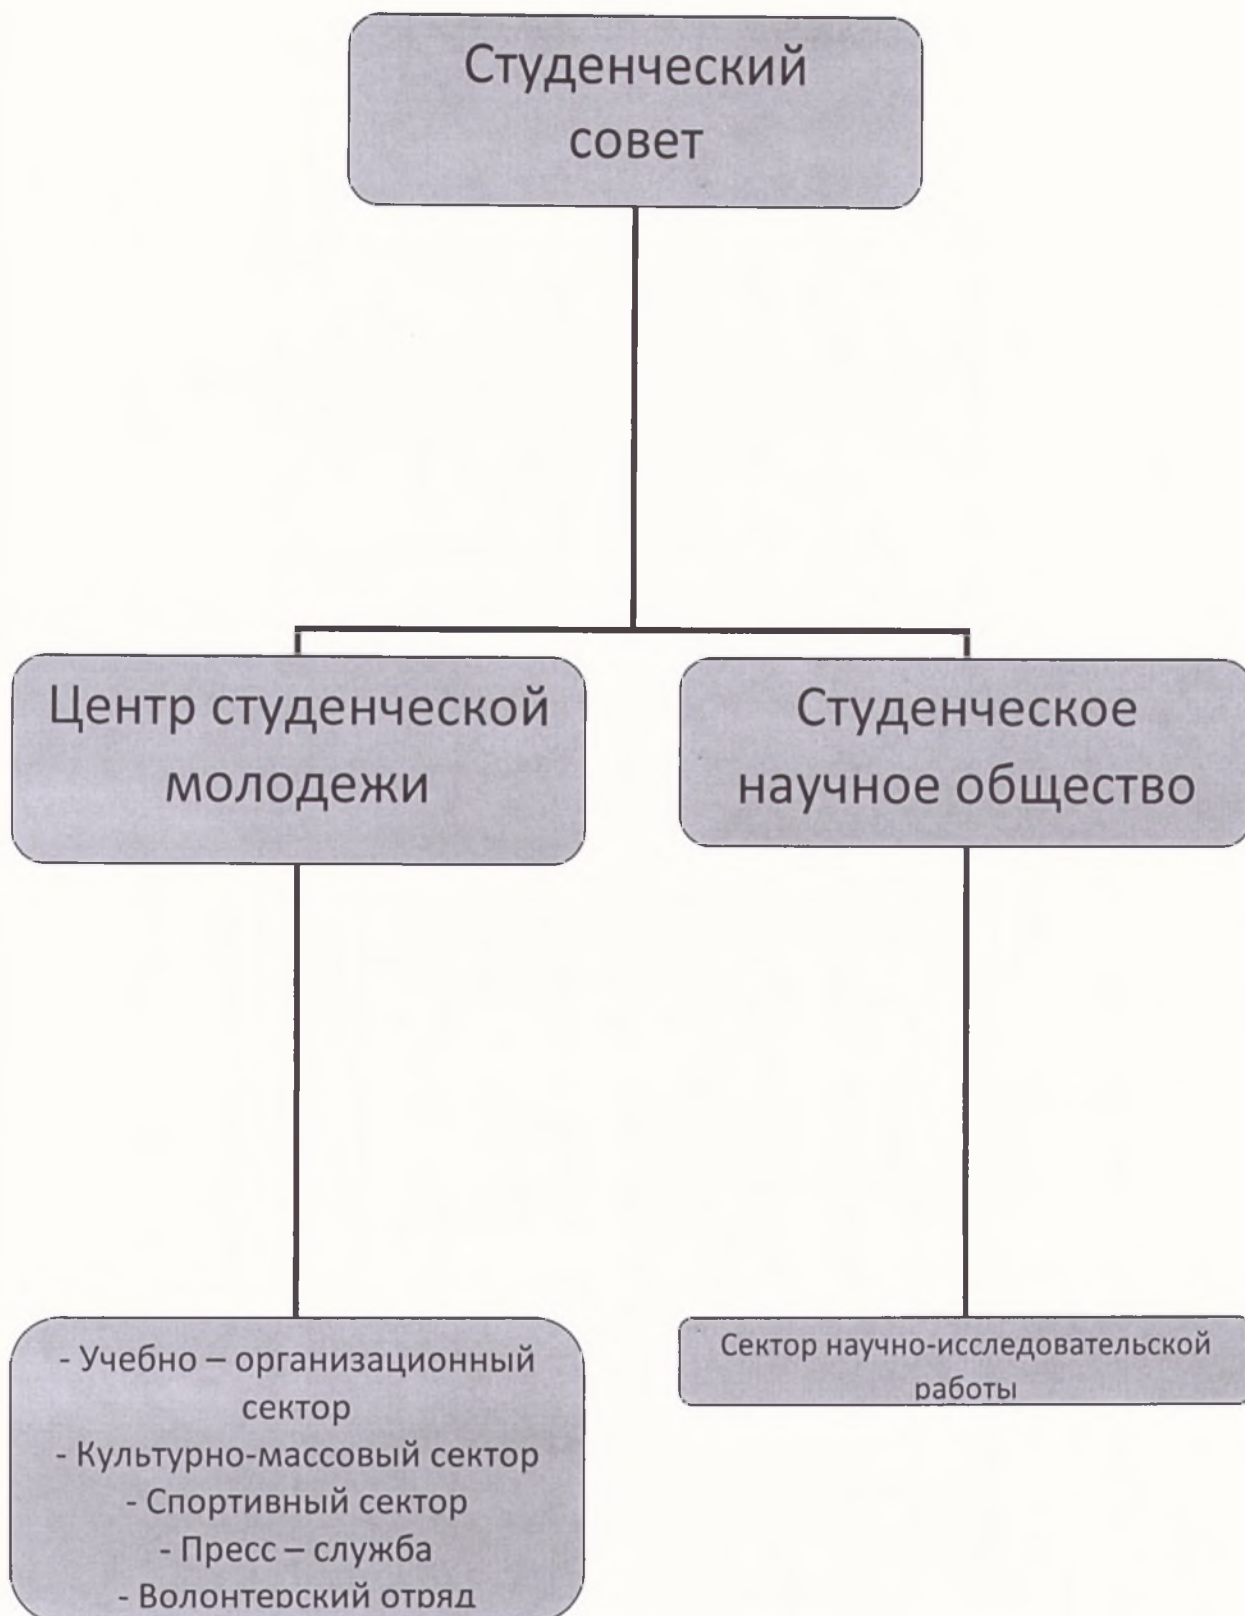 Студенческий
совет
Центр студенческой
молодежи
Студенческое
научное общество
- Учебно – организационный
сектор
- Культурно-массовый сектор
- Спортивный сектор
- Пресс – служба
- Волонтерский отряд
Сектор научно-исследовательской
работы